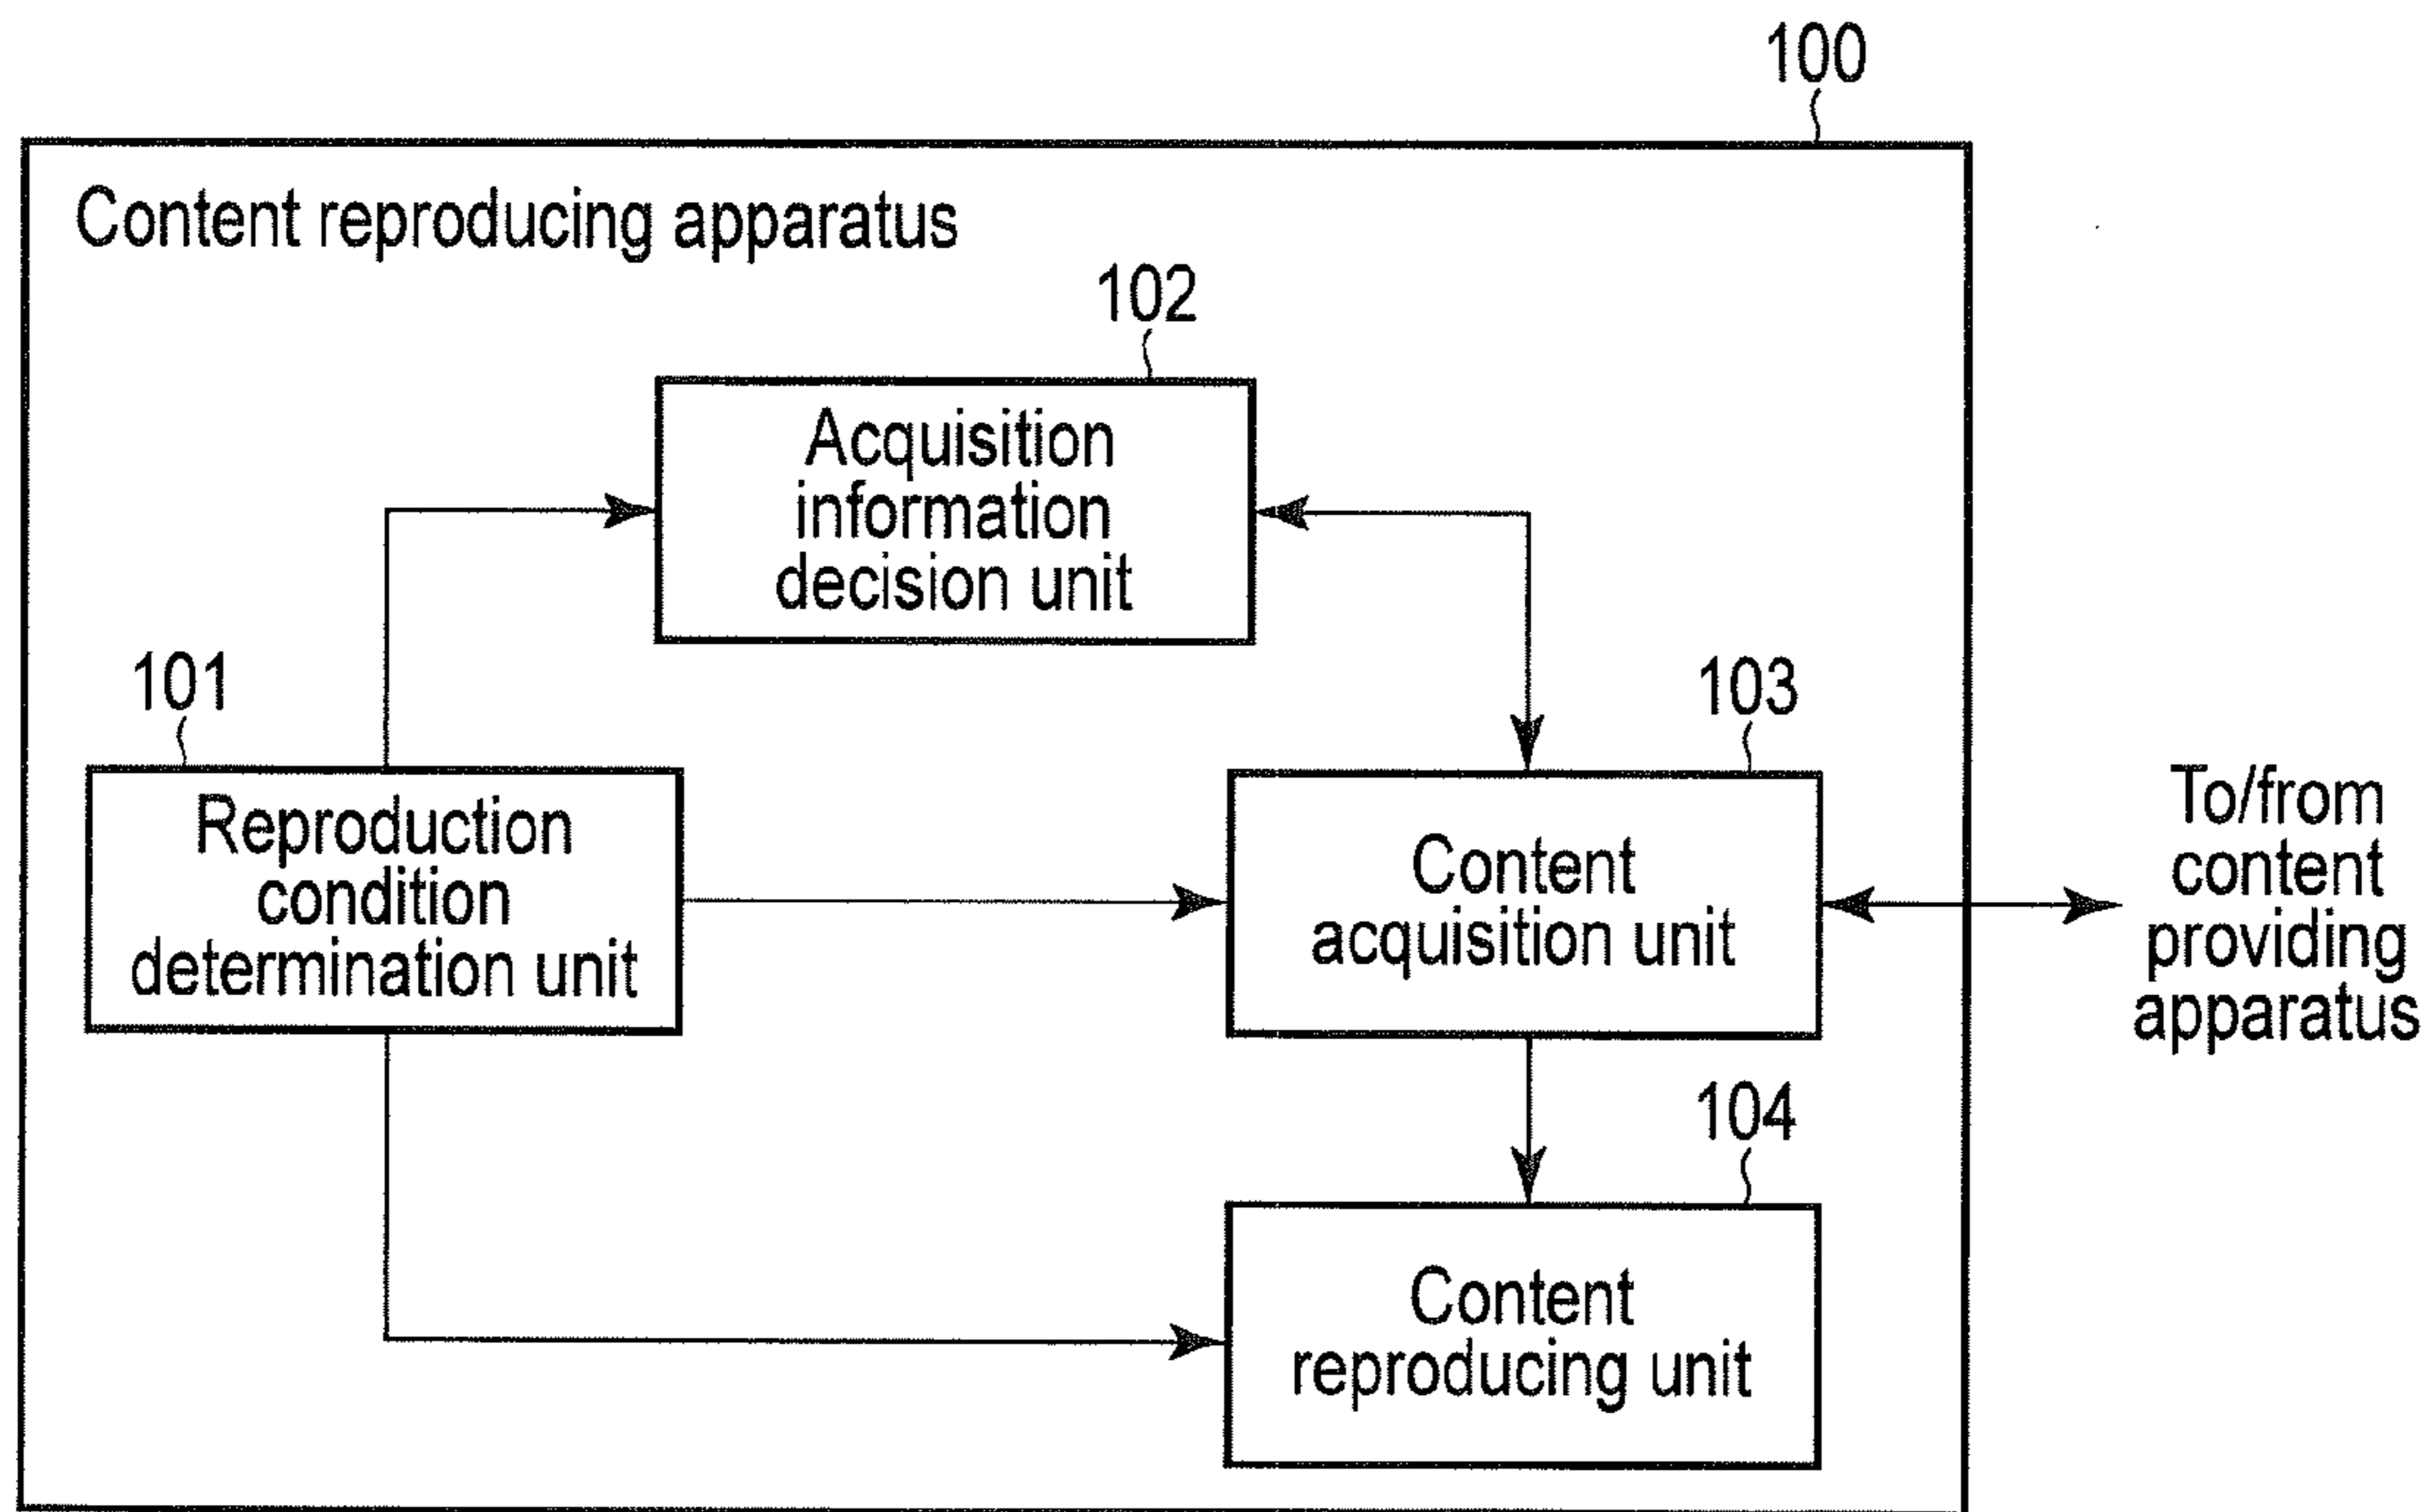 100
Content reproducing apparatus
102
Acquisition
information
decision unit
101
Reproduction
condition
determination unit
103
Content
acquisition unit
To/from
content
providing
apparatus
104
Content
reproducing unit